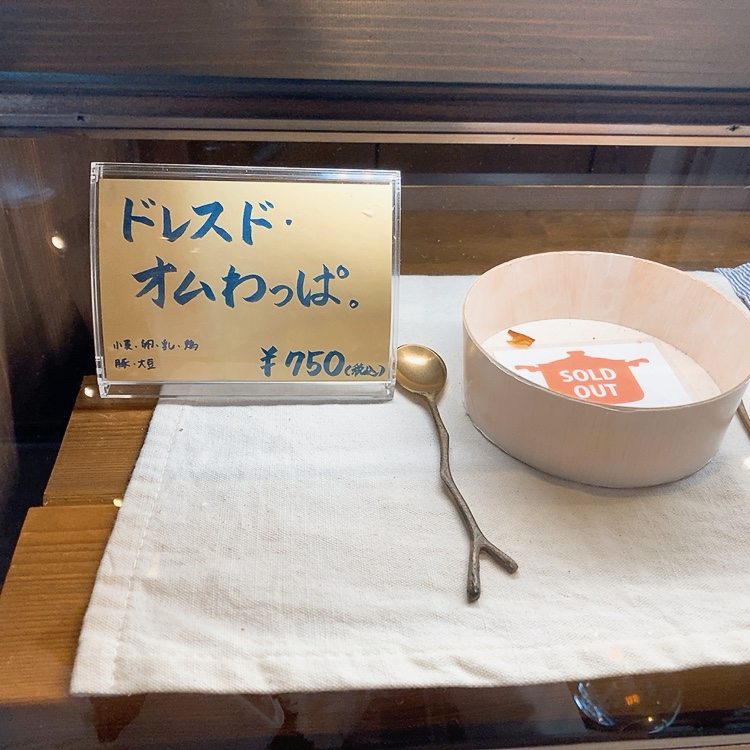 ドレスド・
オムわっぱ。
小麦・卵・乳・鶏
豚・大豆
¥750(税込)
SOLD
OUT